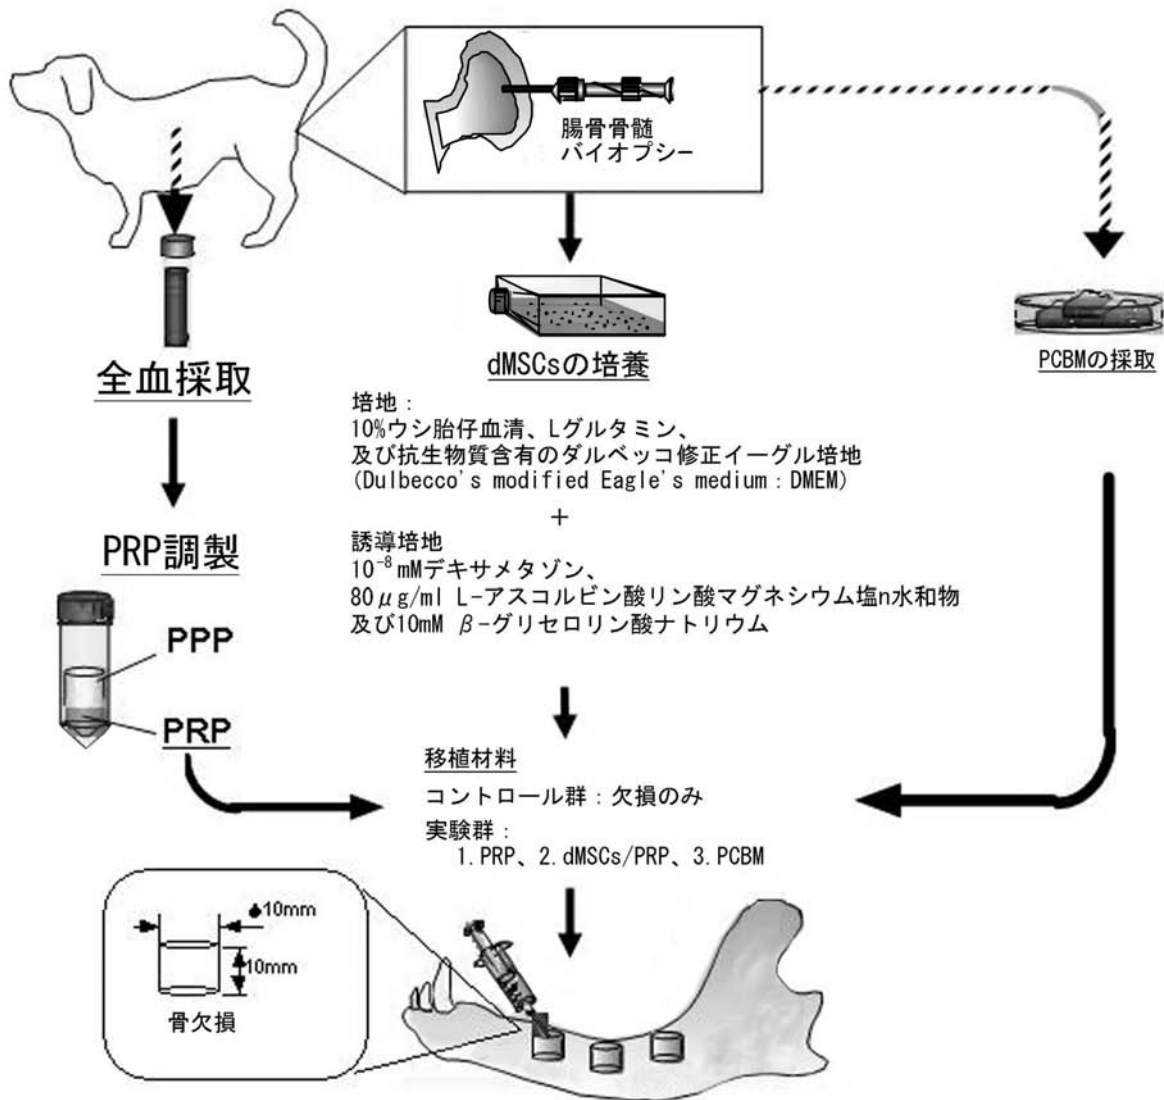 腸骨骨髄
バイオプシー
全血採取
dMSCsの培養
PCBMの採取
培地：
10%ウシ胎仔血清、Lグルタミン、
及び抗生物質含有のダルベッコ修正イーグル培地
(Dulbecco's modified Eagle's medium：DMEM)
+
誘導培地
10⁻⁸mMデキサメタゾン、
80μg/ml L-アスコルビン酸リン酸マグネシウム塩n水和物
及び10mM β-グリセロリン酸ナトリウム
PRP調製
PPP
PRP
移植材料
コントロール群：欠損のみ
実験群：
1.PRP、2.dMSCs/PRP、3.PCBM
10mm
10mm
骨欠損